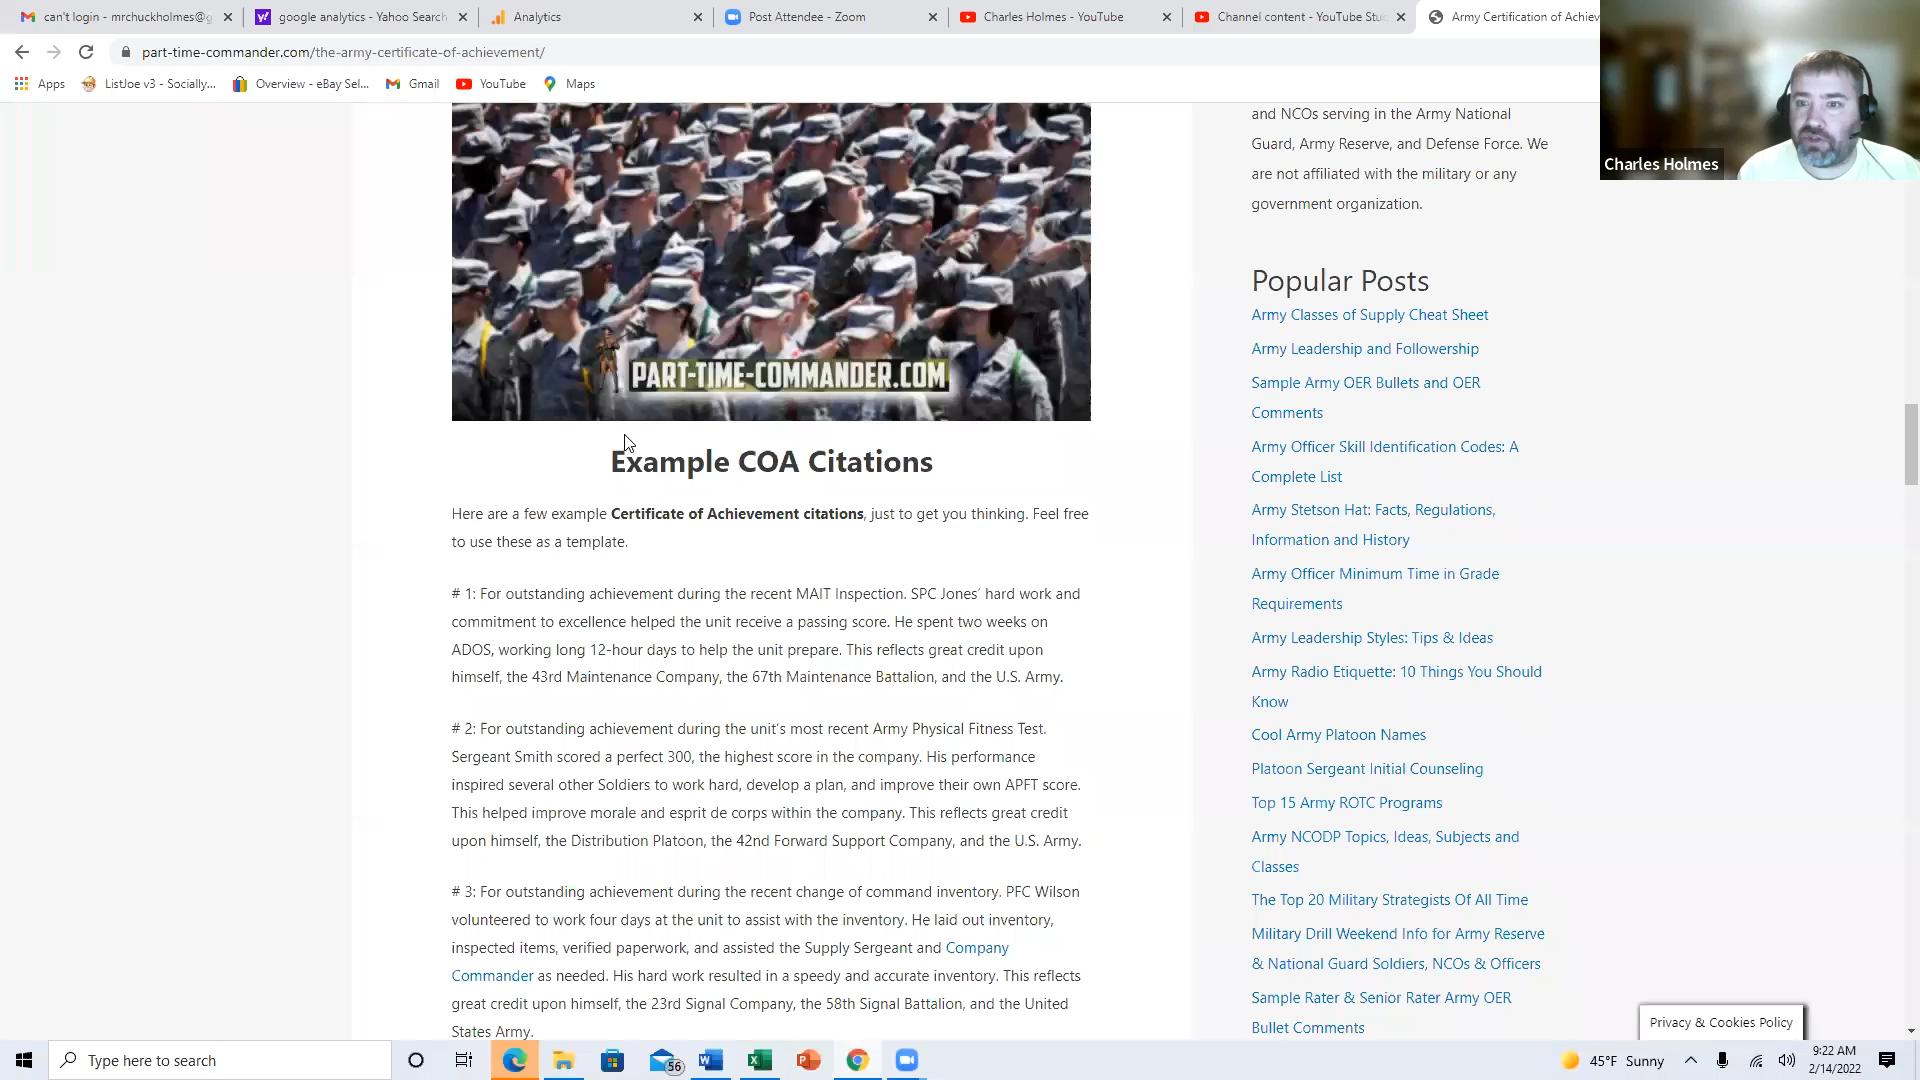 can't login - mrchuckholmes@g
google analytics - Yahoo Search
Analytics
Post Attendee - Zoom
Charles Holmes - YouTube
Channel content - YouTube Stu
Army Certification of Achiev
part-time-commander.com/the-army-certificate-of-achievement/
Apps
ListJoe v3 - Socially...
Overview - eBay Sel...
Gmail
YouTube
Maps
Charles Holmes
PART-TIME-COMMANDER.COM
Example COA Citations
Here are a few example Certificate of Achievement citations, just to get you thinking. Feel free
to use these as a template.
# 1: For outstanding achievement during the recent MAIT Inspection. SPC Jones' hard work and
commitment to excellence helped the unit receive a passing score. He spent two weeks on
ADOS, working long 12-hour days to help the unit prepare. This reflects great credit upon
himself, the 43rd Maintenance Company, the 67th Maintenance Battalion, and the U.S. Army.
# 2: For outstanding achievement during the unit's most recent Army Physical Fitness Test.
Sergeant Smith scored a perfect 300, the highest score in the company. His performance
inspired several other Soldiers to work hard, develop a plan, and improve their own APFT score.
This helped improve morale and esprit de corps within the company. This reflects great credit
upon himself, the Distribution Platoon, the 42nd Forward Support Company, and the U.S. Army.
# 3: For outstanding achievement during the recent change of command inventory. PFC Wilson
volunteered to work four days at the unit to assist with the inventory. He laid out inventory,
inspected items, verified paperwork, and assisted the Supply Sergeant and Company
Commander as needed. His hard work resulted in a speedy and accurate inventory. This reflects
great credit upon himself, the 23rd Signal Company, the 58th Signal Battalion, and the United
States Army.
and NCOs serving in the Army National
Guard, Army Reserve, and Defense Force. We
are not affiliated with the military or any
government organization.
Popular Posts
Army Classes of Supply Cheat Sheet
Army Leadership and Followership
Sample Army OER Bullets and OER
Comments
Army Officer Skill Identification Codes: A
Complete List
Army Stetson Hat: Facts, Regulations,
Information and History
Army Officer Minimum Time in Grade
Requirements
Army Leadership Styles: Tips & Ideas
Army Radio Etiquette: 10 Things You Should
Know
Cool Army Platoon Names
Platoon Sergeant Initial Counseling
Top 15 Army ROTC Programs
Army NCODP Topics, Ideas, Subjects and
Classes
The Top 20 Military Strategists Of All Time
Military Drill Weekend Info for Army Reserve
& National Guard Soldiers, NCOs & Officers
Sample Rater & Senior Rater Army OER
Bullet Comments
Privacy & Cookies Policy
Type here to search
56
45°F Sunny
9:22 AM
2/14/2022